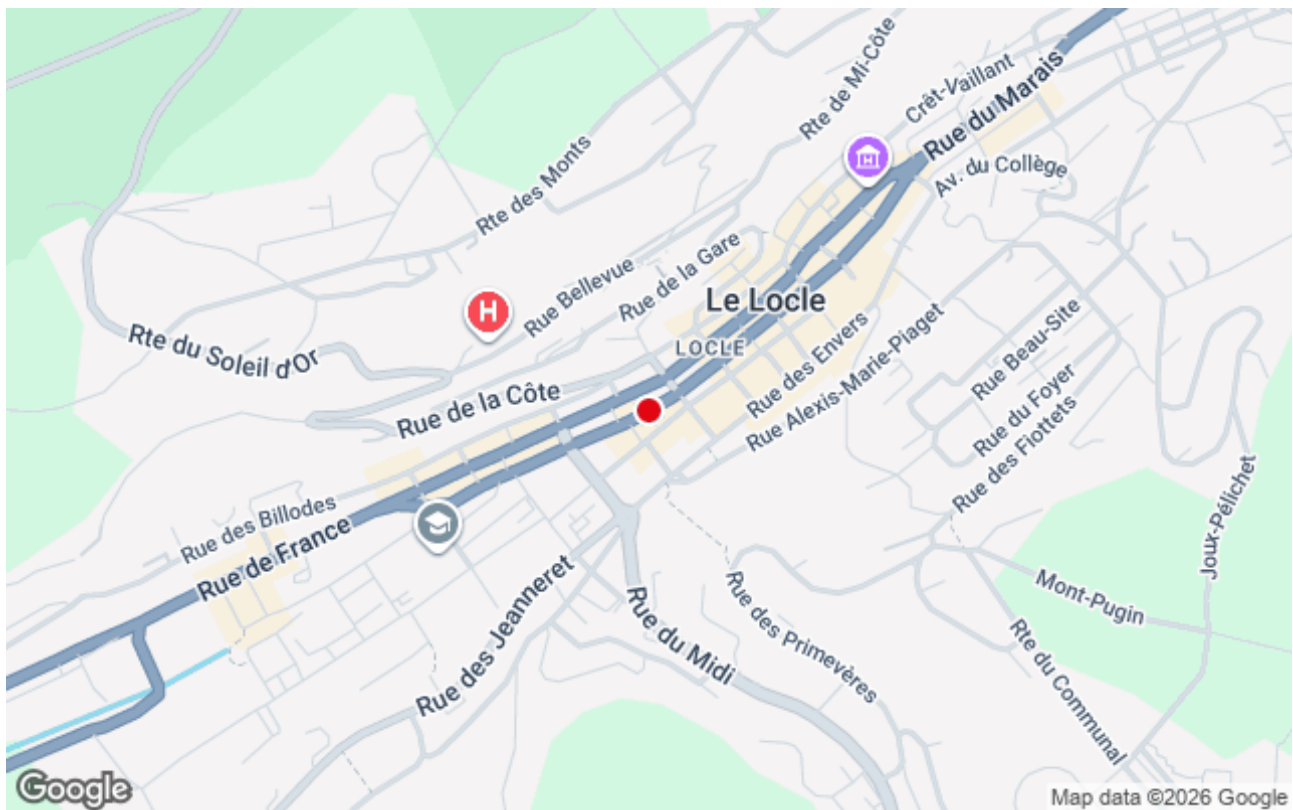 Crêt-Vaillant
Rue du Marais
Rte de Mi-Côte
Av. du Collège
Rte des Monts
Rue Bellevue
Rue de la Gare
H
Le Locle
LOCLE
Rte du Soleil d'Or
Rue de la Côte
Rue des Envers
Rue Alexis-Marie-Piaget
Rue Beau-Site
Rue du Foyer
Rue des Fiottets
Joux-Pélichet
Rue des Billodes
Rue de France
Rue des Jeanneret
Rue du Midi
Rue des Primevères
Mont-Pugin
Rte du Communal
Google
Map data ©2026 Google